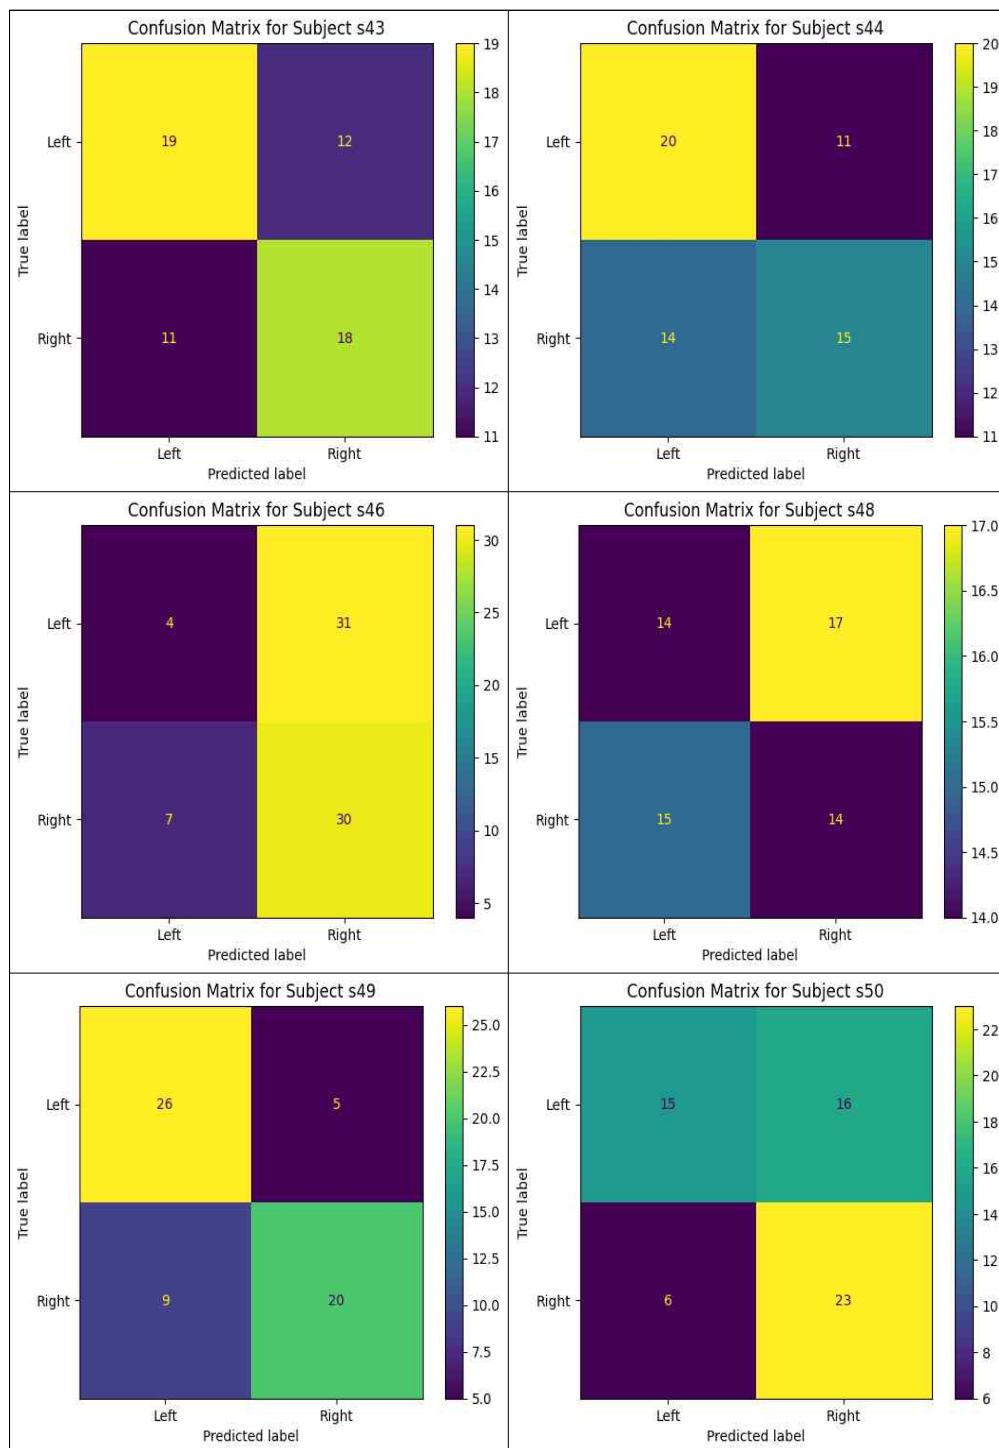 Confusion Matrix for Subject s43
19
18
17
16
15
14
13
12
11
Left
Right
19
12
11
18
True label
Left
Right
Predicted label
Confusion Matrix for Subject s44
20
19
18
17
16
15
14
13
12
11
Left
Right
20
11
14
15
True label
Left
Right
Predicted label
Confusion Matrix for Subject s46
30
25
20
15
10
5
Left
Right
4
31
7
30
True label
Left
Right
Predicted label
Confusion Matrix for Subject s48
17.0
16.5
16.0
15.5
15.0
14.5
14.0
Left
Right
14
17
15
14
True label
Left
Right
Predicted label
Confusion Matrix for Subject s49
25.0
22.5
20.0
17.5
15.0
12.5
10.0
7.5
5.0
Left
Right
26
5
9
20
True label
Left
Right
Predicted label
Confusion Matrix for Subject s50
22
20
18
16
14
12
10
8
6
Left
Right
15
16
6
23
True label
Left
Right
Predicted label